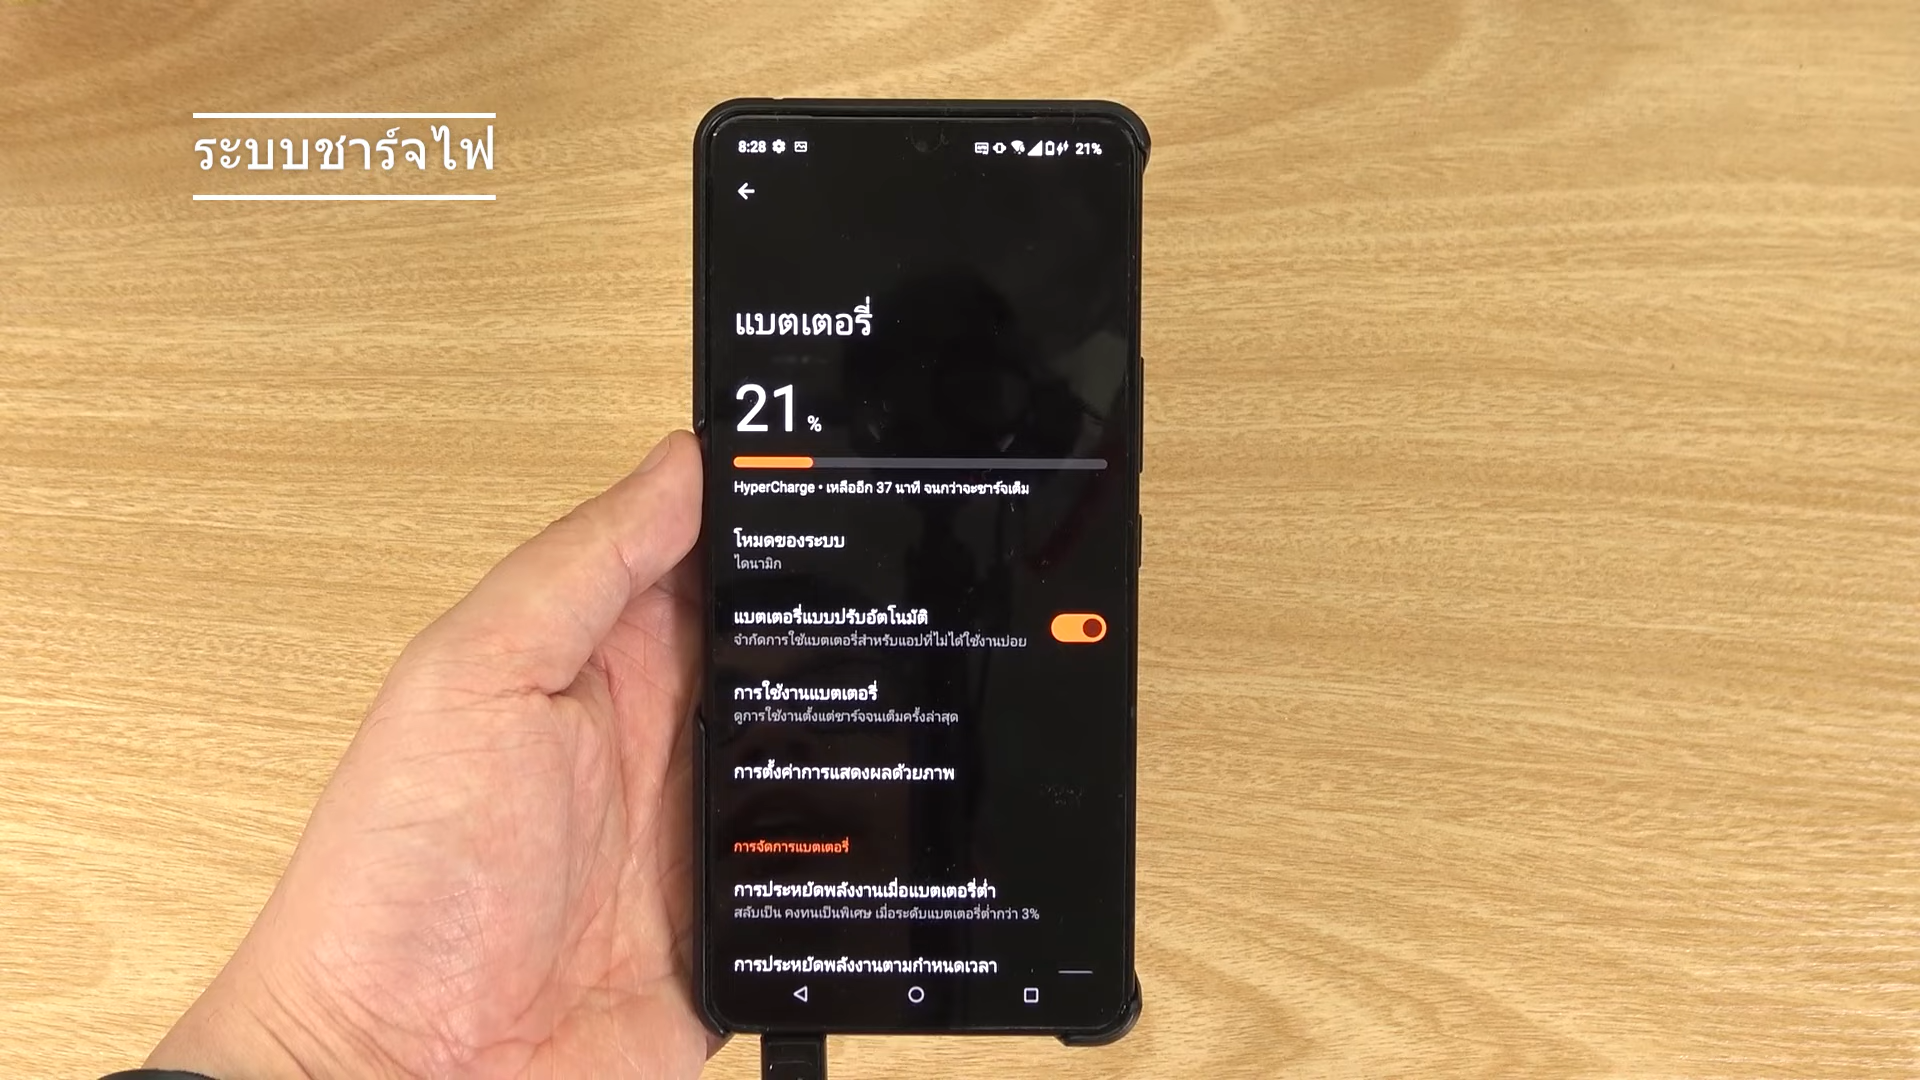 ระบบชาร์จไฟ
8:28 21%
แบตเตอรี่
21 %
HyperCharge • เหลืออีก 37 นาที จนกว่าจะชาร์จเต็ม
โหมดของระบบ
ไดนามิก
แบตเตอรี่แบบปรับอัตโนมัติ
จำกัดการใช้แบตเตอรี่สำหรับแอปที่ไม่ได้ใช้งานบ่อย
การใช้งานแบตเตอรี่
ดูการใช้งานตั้งแต่ชาร์จจนเต็มครั้งล่าสุด
การตั้งค่าการแสดงผลด้วยภาพ
การจัดการแบตเตอรี่
การประหยัดพลังงานเมื่อแบตเตอรี่ต่ำ
สลับเป็น คงทนเป็นพิเศษ เมื่อระดับแบตเตอรี่ต่ำกว่า 3%
การประหยัดพลังงานตามกำหนดเวลา